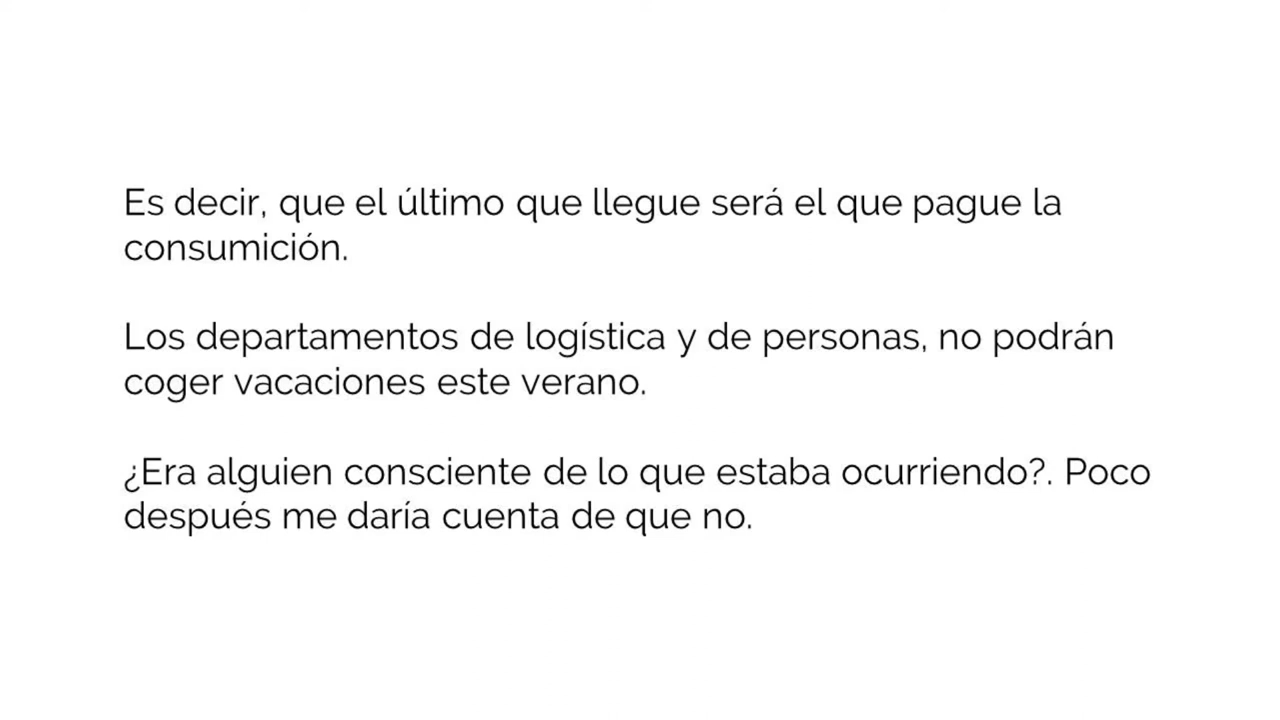 Es decir, que el último que llegue será el que pague la
consumición.
Los departamentos de logística y de personas, no podrán
coger vacaciones este verano.
¿Era alguien consciente de lo que estaba ocurriendo?. Poco
después me daría cuenta de que no.